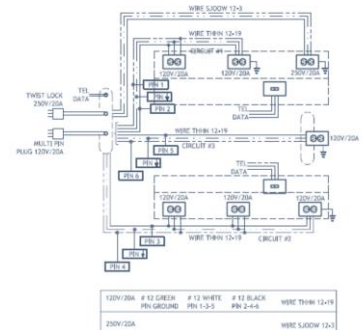 WIRE SJOOW 12-3
WIRE THHN 12-19
CIRCUIT #1
120V/20A
120V/20A
250V/20A
PIN 1
PIN
PIN 2
TWIST LOCK
250V/20A
TEL
DATA
TEL
DATA
MULTI PIN
PLUG 120V/20A
WIRE THHN 12-19
CIRCUIT #3
120V/20A
PIN 5
PIN
PIN 6
TEL
DATA
120V/20A
120V/20A
120V/20A
WIRE THHN 12-19
CIRCUIT #2
PIN 3
PIN
PIN 4
120V/20A # 12 GREEN # 12 WHITE # 12 BLACK WIRE THHN 12-19
PIN GROUND PIN 1-3-5 PIN 2-4-6
250V/20A WIRE SJOOW 12-3